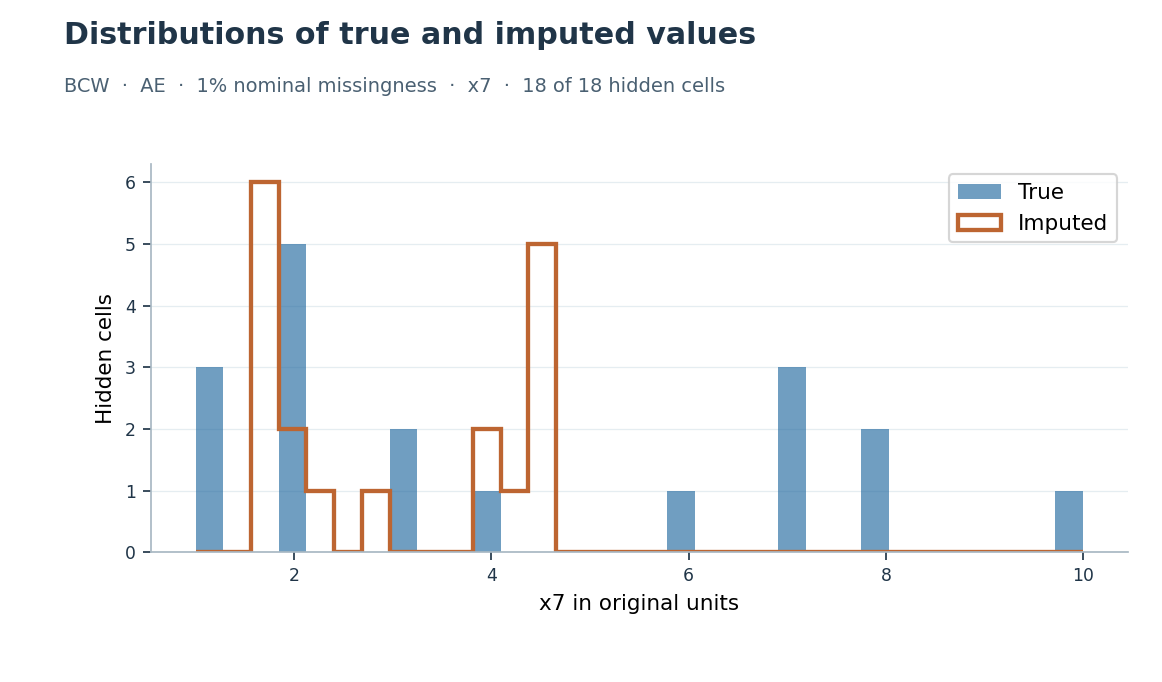 Distributions of true and imputed values
BCW · AE · 1% nominal missingness · x7 · 18 of 18 hidden cells
True
Imputed
Hidden cells
6
5
4
3
2
1
0
2
4
6
8
10
x7 in original units